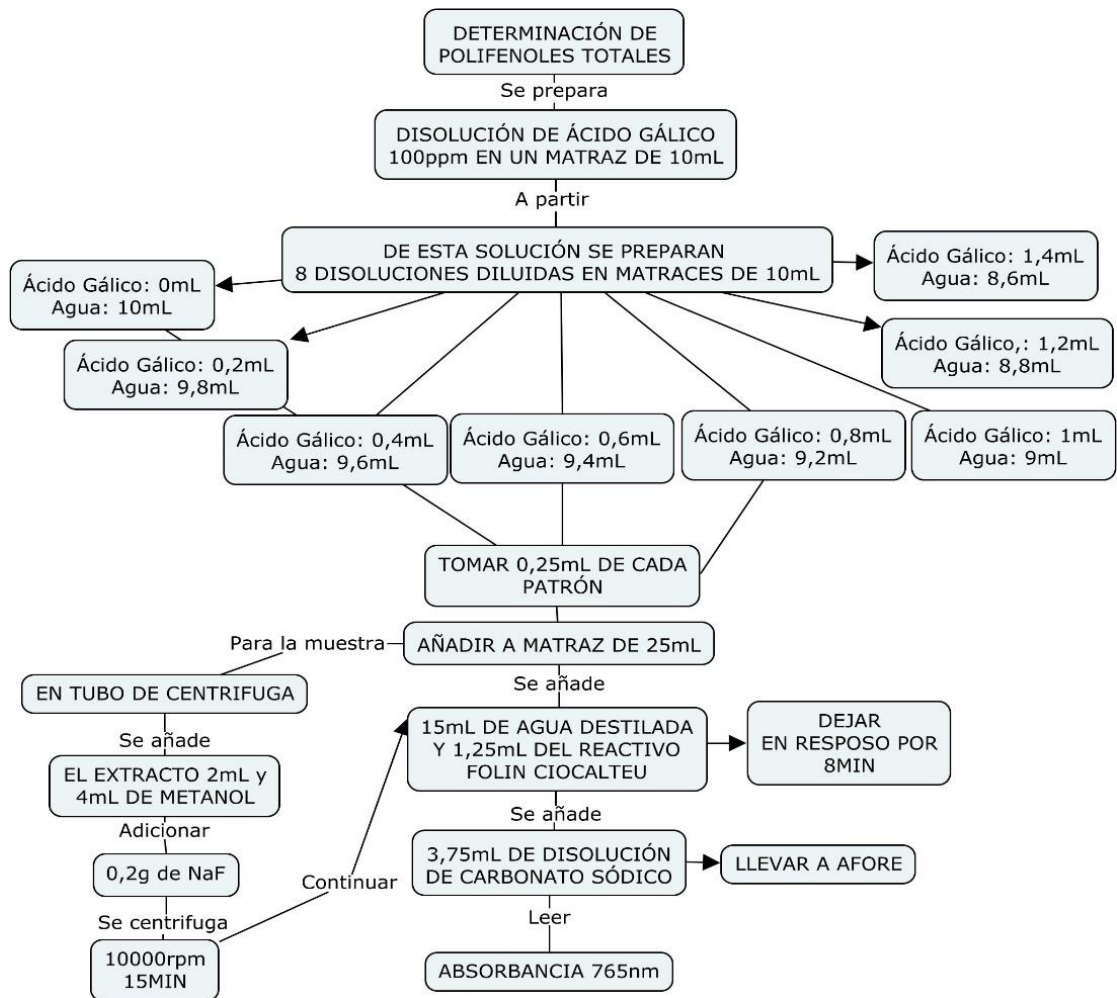 DETERMINACIÓN DE
POLIFENOLES TOTALES
Se prepara
DISOLUCIÓN DE ÁCIDO GÁLICO
100ppm EN UN MATRAZ DE 10mL
A partir
DE ESTA SOLUCIÓN SE PREPARAN
8 DISOLUCIONES DILUIDAS EN MATRACES DE 10mL
Ácido Gálico: 0mL
Agua: 10mL
Ácido Gálico: 0,2mL
Agua: 9,8mL
Ácido Gálico: 0,4mL
Agua: 9,6mL
Ácido Gálico: 0,6mL
Agua: 9,4mL
Ácido Gálico: 0,8mL
Agua: 9,2mL
Ácido Gálico: 1mL
Agua: 9mL
Ácido Gálico,: 1,2mL
Agua: 8,8mL
Ácido Gálico: 1,4mL
Agua: 8,6mL
TOMAR 0,25mL DE CADA
PATRÓN
AÑADIR A MATRAZ DE 25mL
Para la muestra
EN TUBO DE CENTRIFUGA
Se añade
EL EXTRACTO 2mL y
4mL DE METANOL
Adicionar
0,2g de NaF
Se centrifuga
10000rpm
15MIN
Continuar
Se añade
15mL DE AGUA DESTILADA
Y 1,25mL DEL REACTIVO
FOLIN CIOCALTEU
DEJAR
EN RESPOSO POR
8MIN
Se añade
3,75mL DE DISOLUCIÓN
DE CARBONATO SÓDICO
LLEVAR A AFORE
Leer
ABSORBANCIA 765nm